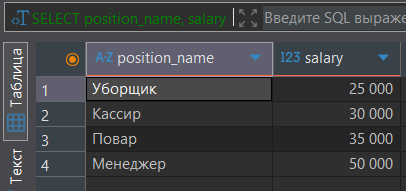 SELECT position_name, salary Введите SQL выраже
Таблица
Текст
A-Z position_name 123 salary
1 Уборщик 25 000
2 Кассир 30 000
3 Повар 35 000
4 Менеджер 50 000